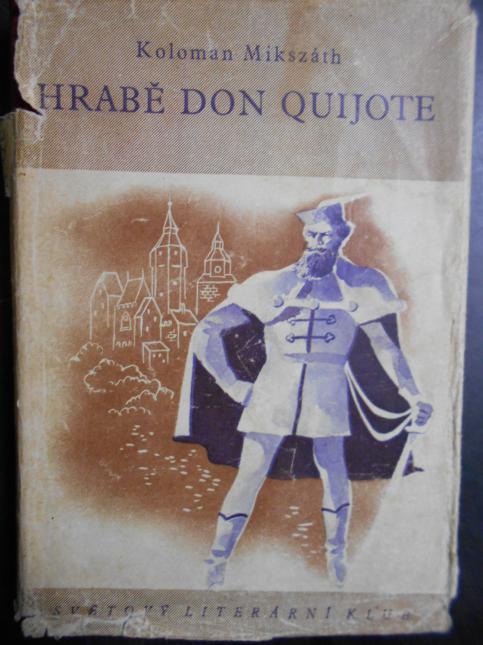 Koloman Mikszáth
HRABĚ DON QUIJOTE
SVĚTOVÝ LITERÁRNÍ KLUB